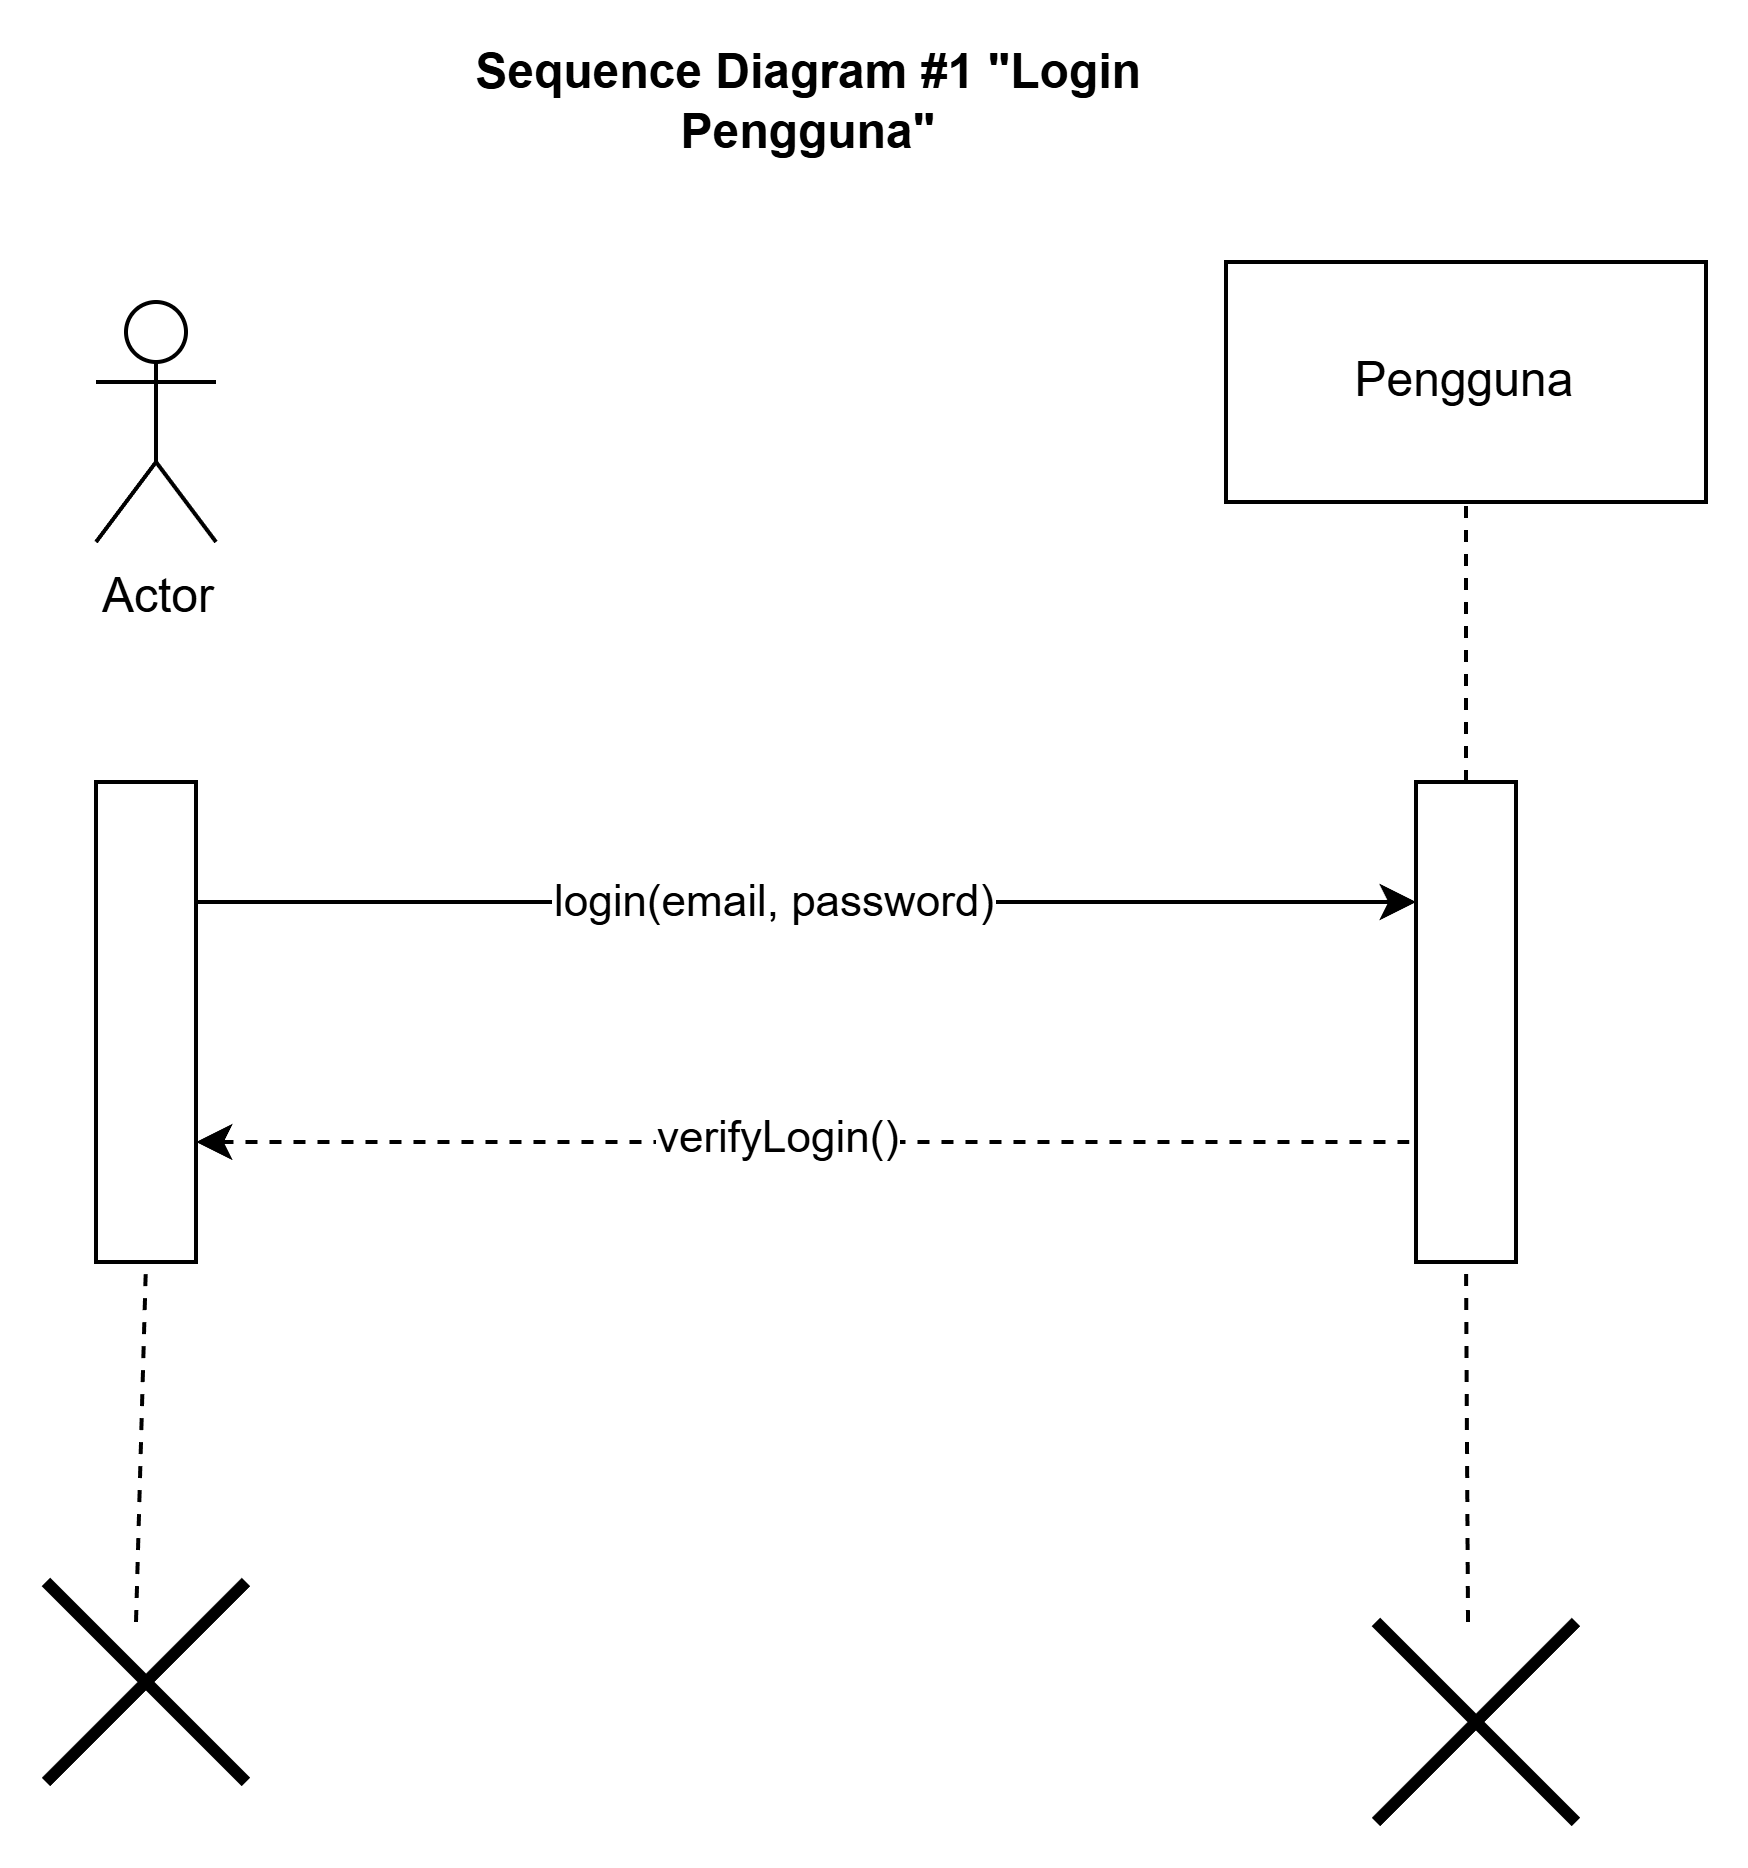 Sequence Diagram #1 "Login
Pengguna"
Pengguna
Actor
login(email, password)
verifyLogin()